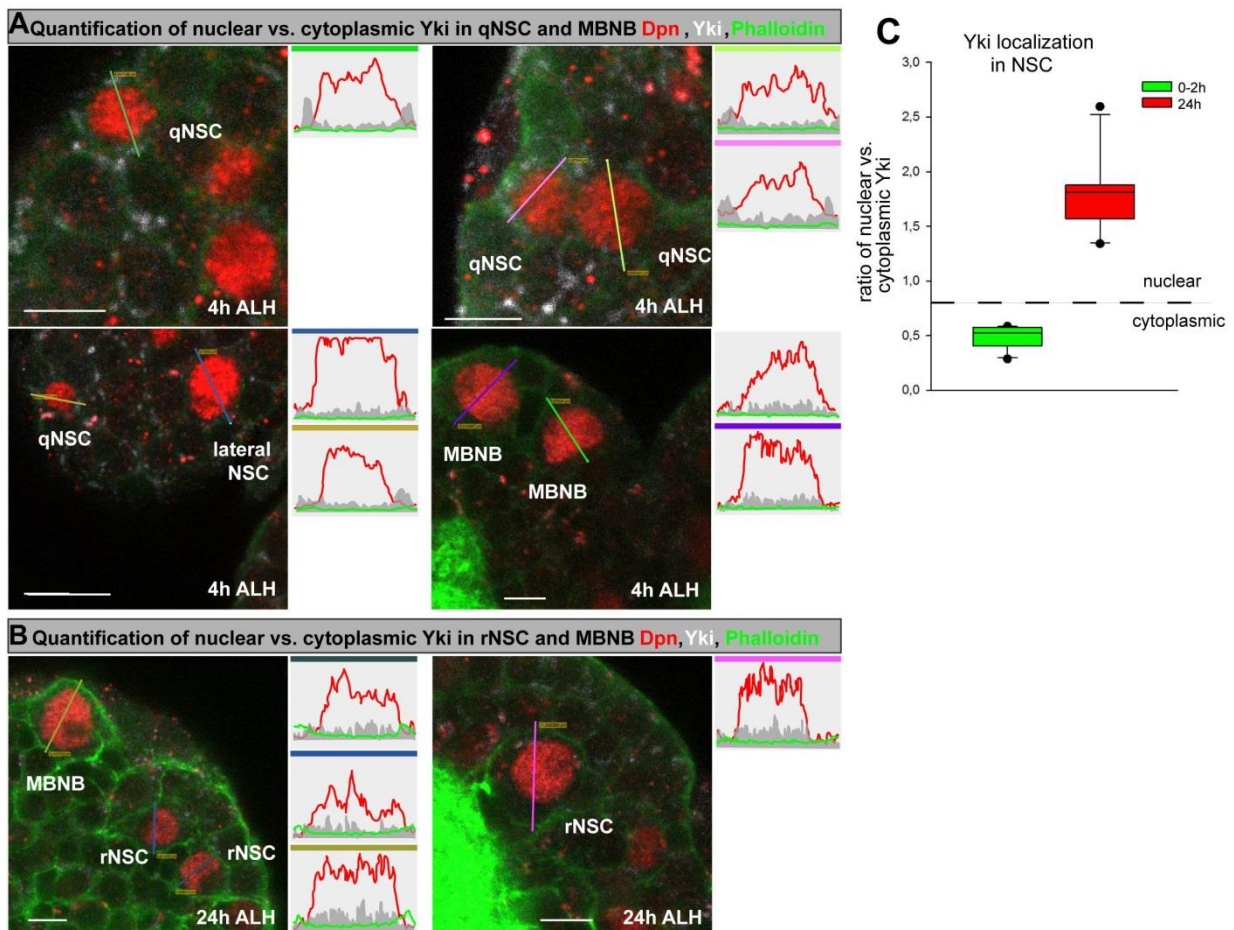 A Quantification of nuclear vs. cytoplasmic Yki in qNSC and MBNB Dpn , Yki, Phalloidin
qNSC
4h ALH
qNSC
qNSC
4h ALH
qNSC
lateral
NSC
4h ALH
MBNB
MBNB
4h ALH
B Quantification of nuclear vs. cytoplasmic Yki in rNSC and MBNB Dpn, Yki, Phalloidin
MBNB
rNSC
rNSC
24h ALH
rNSC
24h ALH
C
Yki localization
in NSC
0-2h
24h
ratio of nuclear vs.
cytoplasmic Yki
3,0
2,5
2,0
1,5
1,0
0,5
0,0
nuclear
cytoplasmic